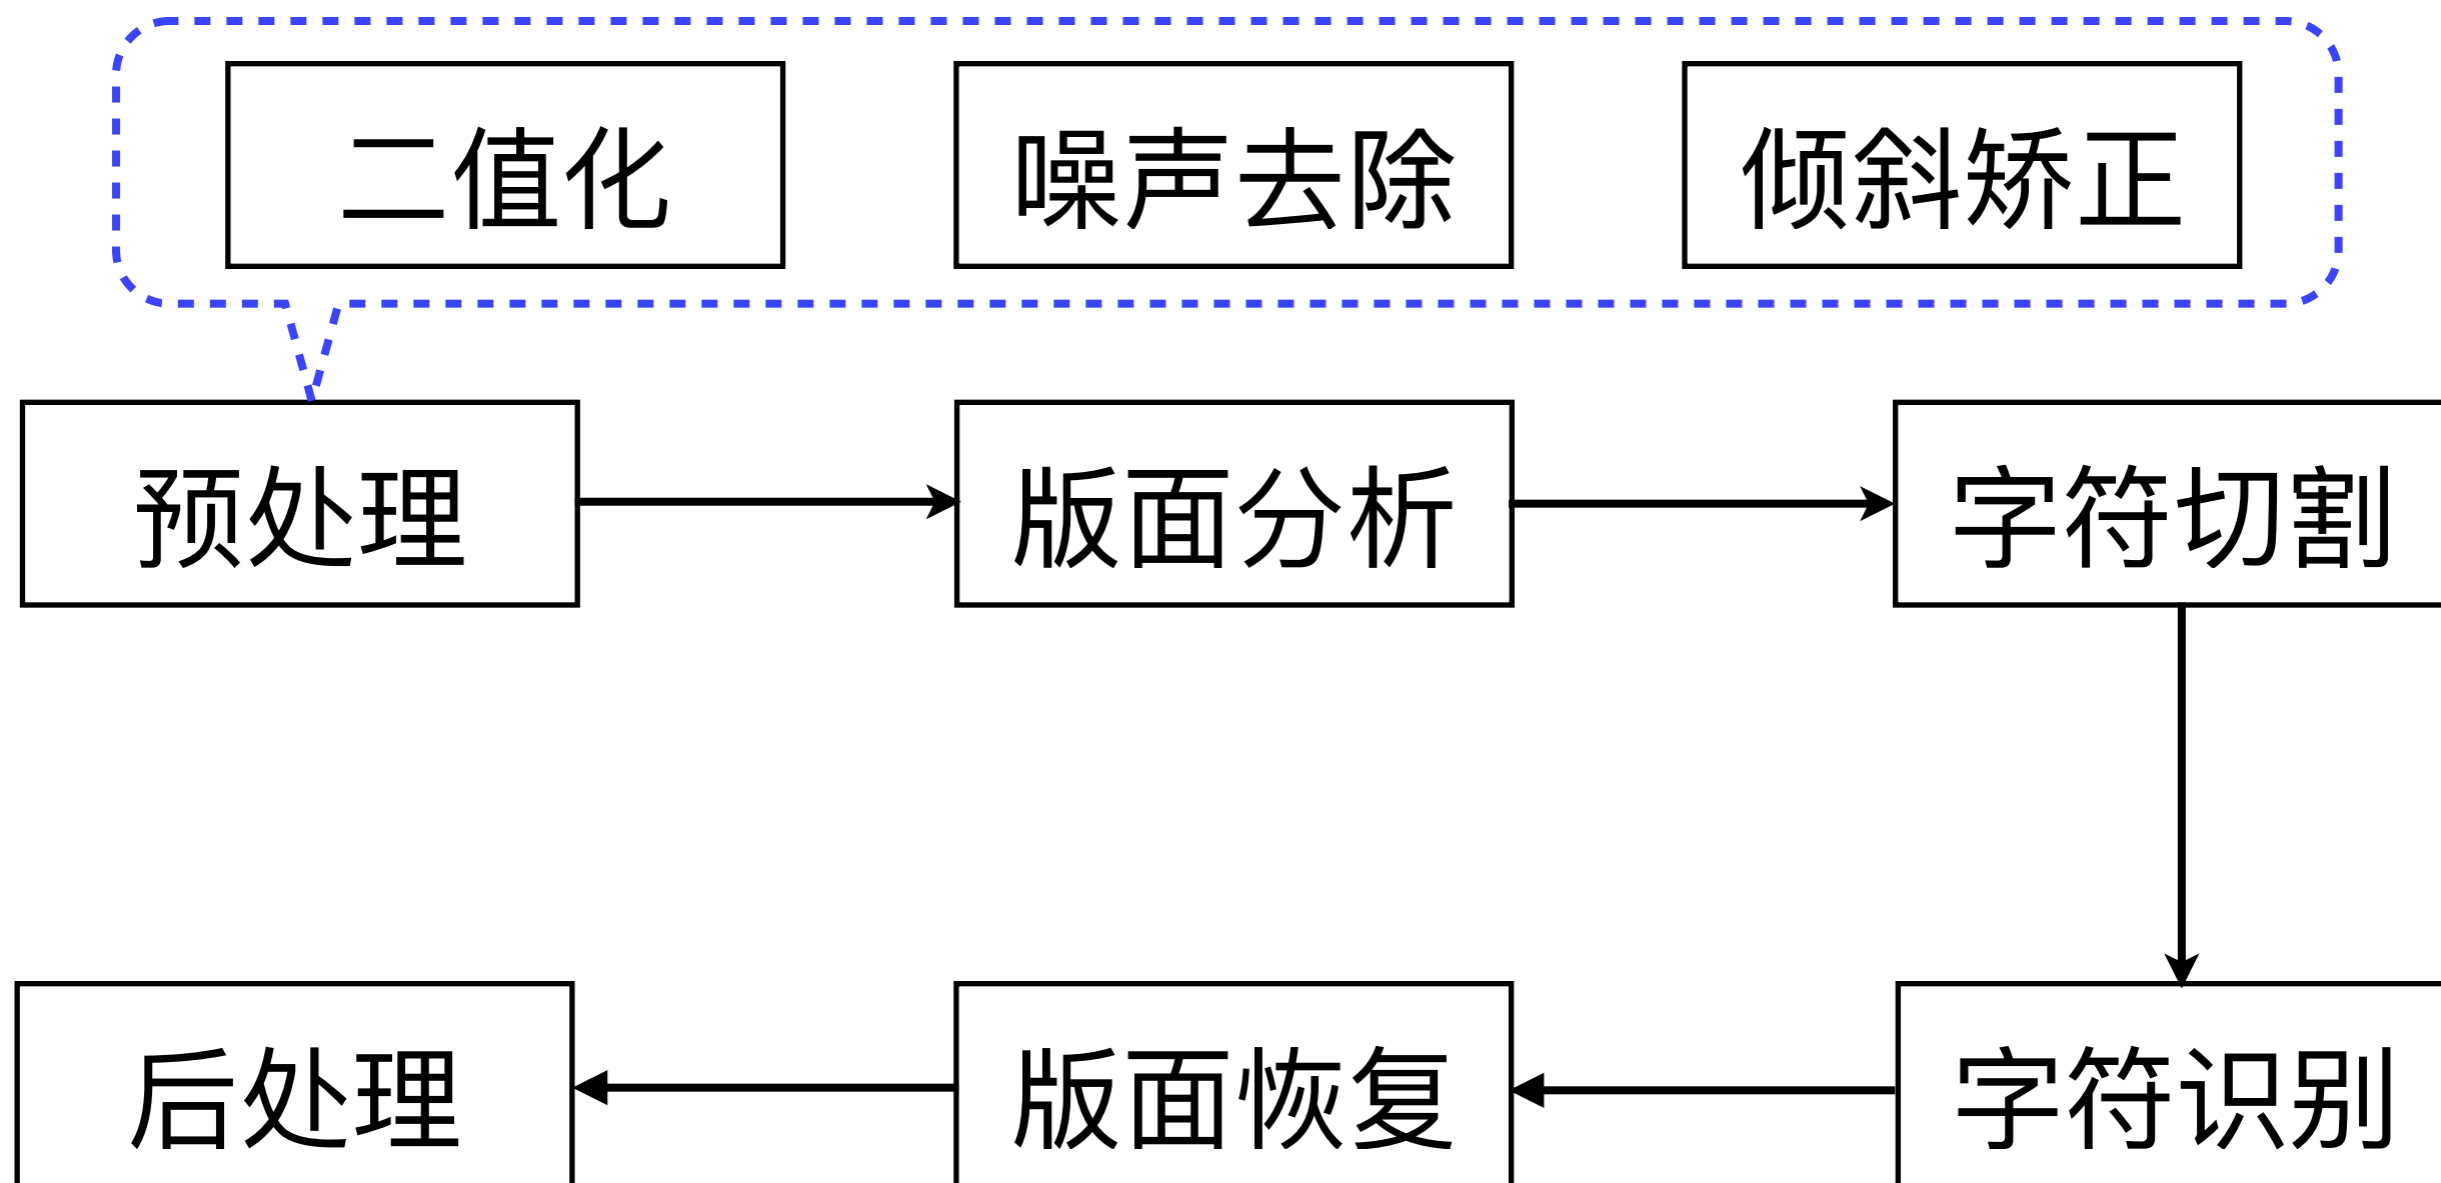 二值化
噪声去除
倾斜矫正
预处理
版面分析
字符切割
字符识别
版面恢复
后处理